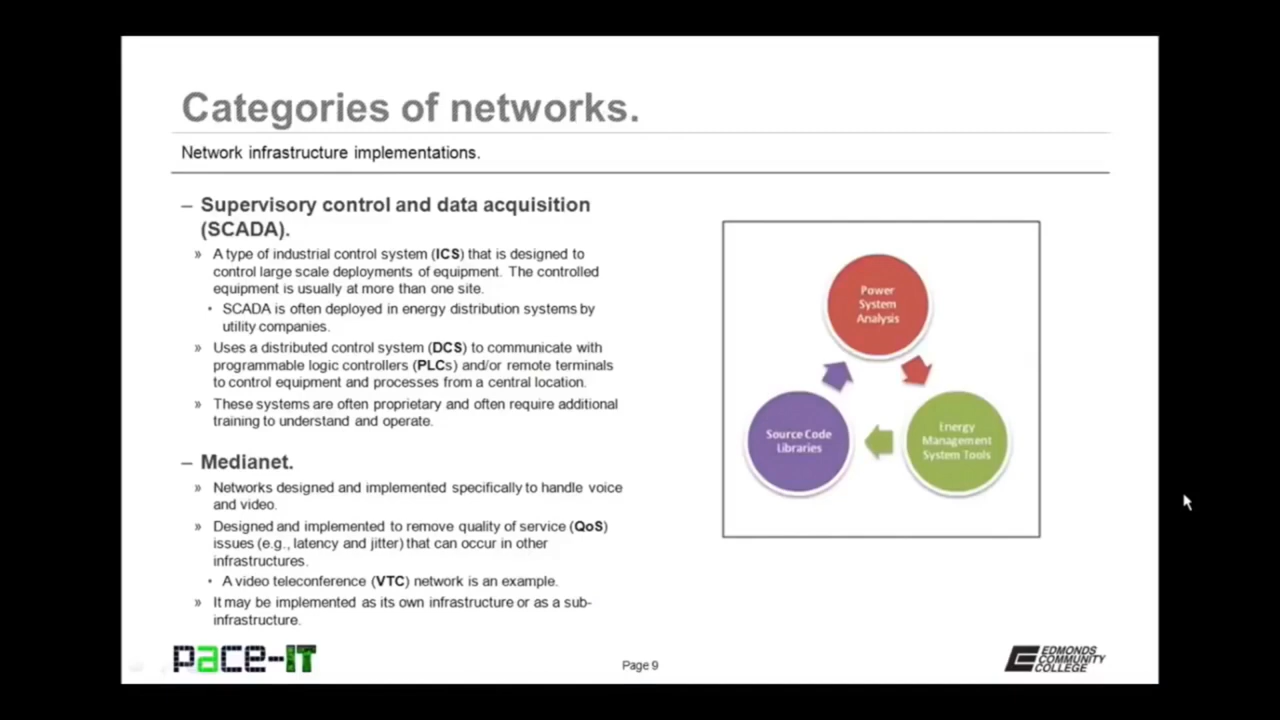 Categories of networks.
Network infrastructure implementations.
– Supervisory control and data acquisition
(SCADA).
» A type of industrial control system (ICS) that is designed to
control large scale deployments of equipment. The controlled
equipment is usually at more than one site.
• SCADA is often deployed in energy distribution systems by
utility companies.
» Uses a distributed control system (DCS) to communicate with
programmable logic controllers (PLCs) and/or remote terminals
to control equipment and processes from a central location.
» These systems are often proprietary and often require additional
training to understand and operate.
– Medianet.
» Networks designed and implemented specifically to handle voice
and video.
» Designed and implemented to remove quality of service (QoS)
issues (e.g., latency and jitter) that can occur in other
infrastructures.
• A video teleconference (VTC) network is an example.
» It may be implemented as its own infrastructure or as a sub-
infrastructure.
Power
System
Analysis
Source Code
Libraries
Energy
Management
System Tools
pace-IT
Page 9
EDMONDS
COMMUNITY
COLLEGE